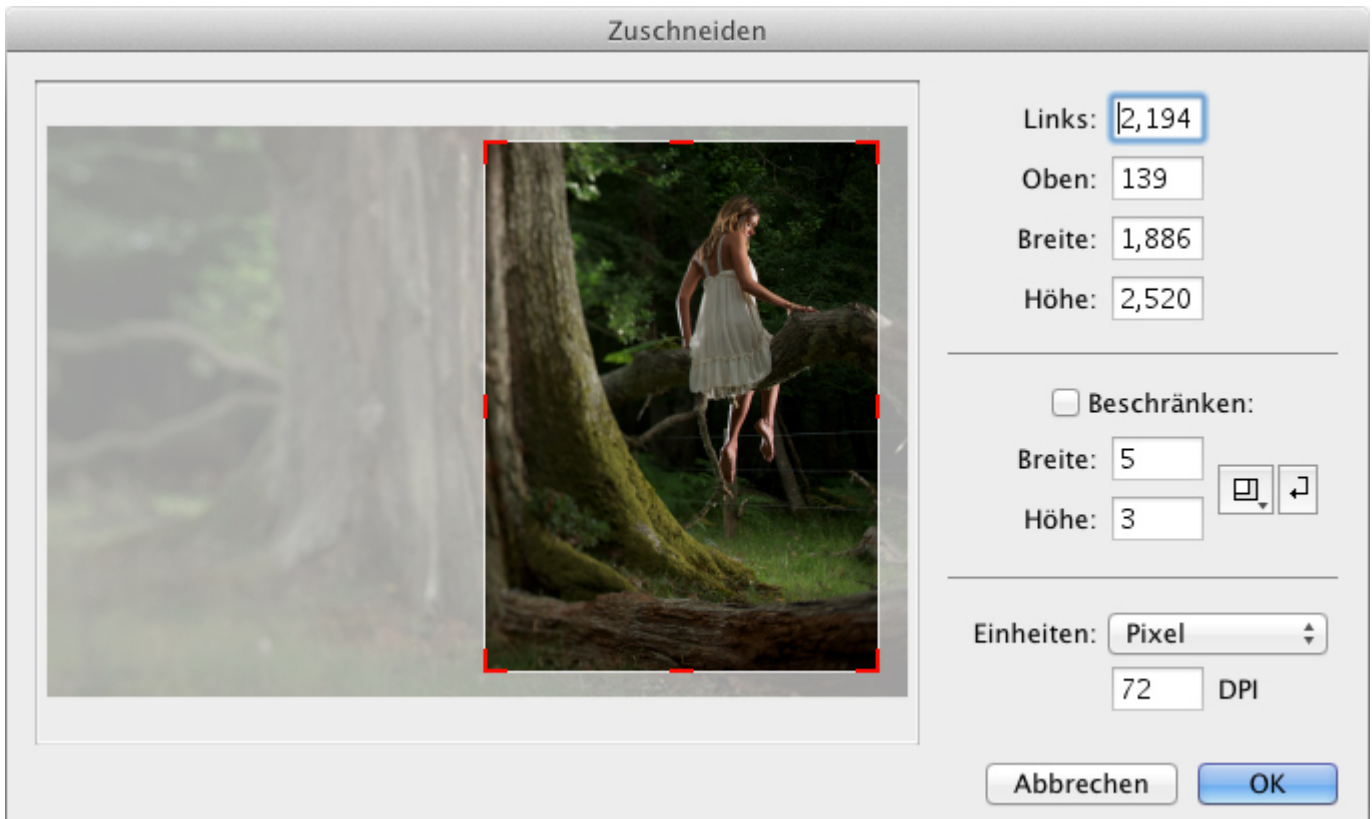 Zuschneiden
Links: 2,194
Oben: 139
Breite: 1,886
Höhe: 2,520
Beschränken:
Breite: 5
Höhe: 3
Einheiten: Pixel
72 DPI
Abbrechen OK